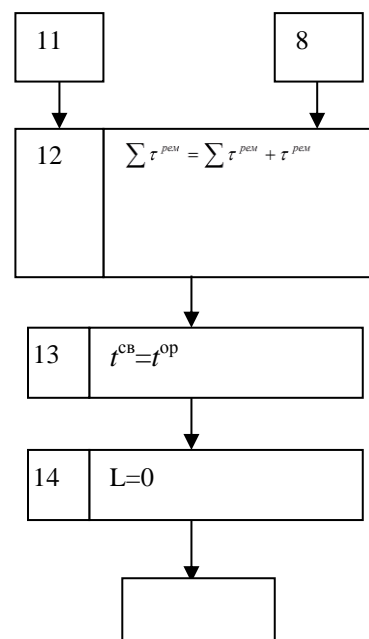 11 8
12 ∑ τ ^рем = ∑ τ ^рем + τ ^рем
13 t^св=t^ор
14 L=0